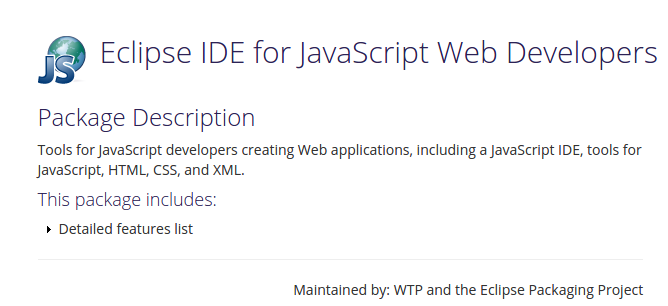 JS
Eclipse IDE for JavaScript Web Developers
Package Description
Tools for JavaScript developers creating Web applications, including a JavaScript IDE, tools for
JavaScript, HTML, CSS, and XML.
This package includes:
Detailed features list
Maintained by: WTP and the Eclipse Packaging Project